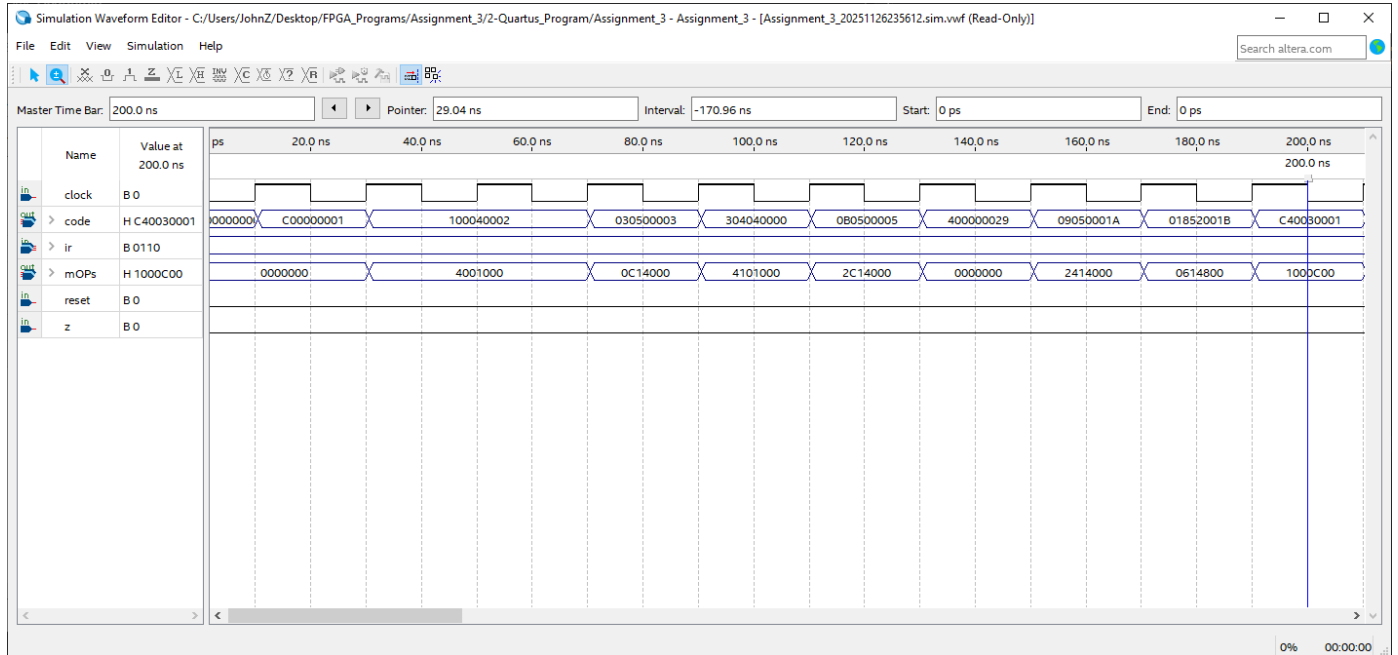 Simulation Waveform Editor - C:/Users/JohnZ/Desktop/FPGA_Programs/Assignment_3/2-Quartus_Program/Assignment_3 - Assignment_3 - [Assignment_3_20251126235612.sim.vwf (Read-Only)]
File Edit View Simulation Help
Search altera.com
Master Time Bar: 200.0 ns Pointer: 29.04 ns Interval: -170.96 ns Start: 0 ps End: 0 ps
Name Value at 200.0 ns
ps 20.0 ns 40.0 ns 60.0 ns 80.0 ns 100.0 ns 120.0 ns 140.0 ns 160.0 ns 180.0 ns 200.0 ns
200.0 ns
in clock B 0
out > code H C40030001 C00000001 100040002 030500003 304040000 0B0500005 400000029 09050001A 01852001B C40030001
in > ir B 0110
out > mOPs H 1000C00 0000000 4001000 0C14000 4101000 2C14000 0000000 2414000 0614800 1000C00
in reset B 0
in z B 0
0% 00:00:00